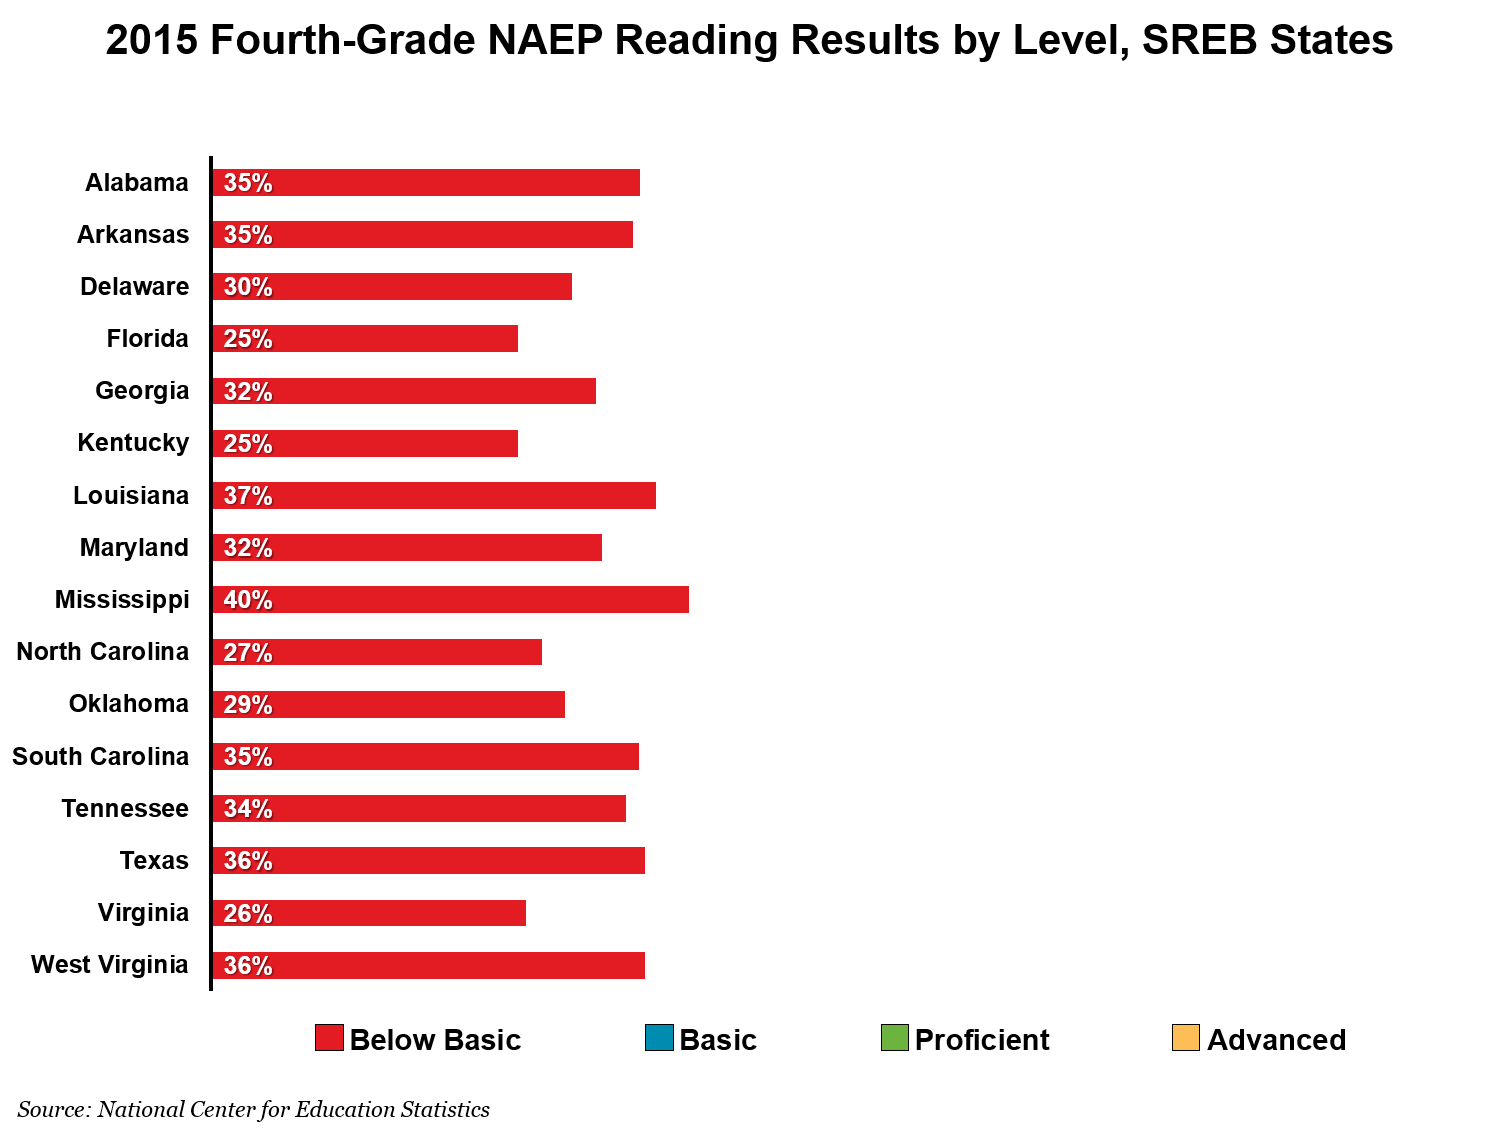 2015 Fourth-Grade NAEP Reading Results by Level, SREB States
Alabama 35%
Arkansas 35%
Delaware 30%
Florida 25%
Georgia 32%
Kentucky 25%
Louisiana 37%
Maryland 32%
Mississippi 40%
North Carolina 27%
Oklahoma 29%
South Carolina 35%
Tennessee 34%
Texas 36%
Virginia 26%
West Virginia 36%
Below Basic Basic Proficient Advanced
Source: National Center for Education Statistics